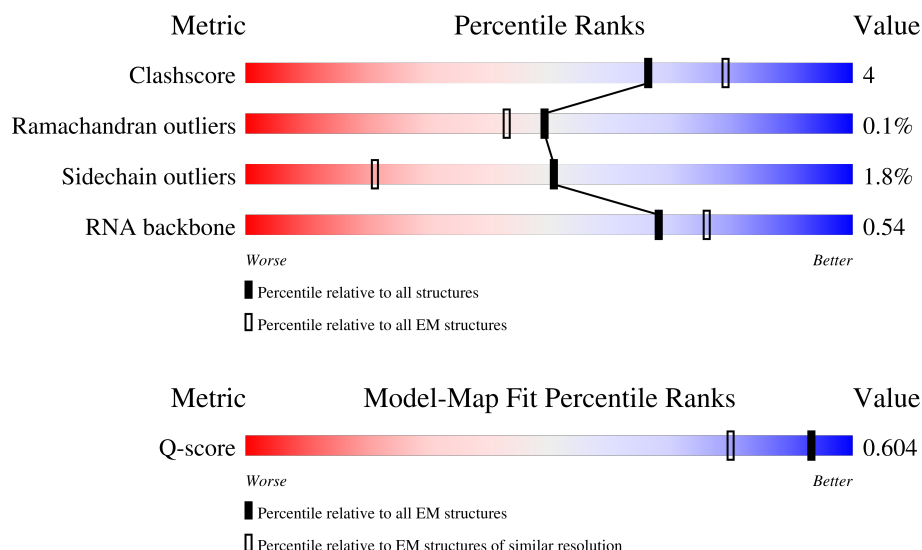 Metric Percentile Ranks Value
Clashscore 4
Ramachandran outliers 0.1%
Sidechain outliers 1.8%
RNA backbone 0.54
Worse Better
Percentile relative to all structures
Percentile relative to all EM structures
Metric Model-Map Fit Percentile Ranks Value
Q-score 0.604
Worse Better
Percentile relative to all EM structures
Percentile relative to EM structures of similar resolution